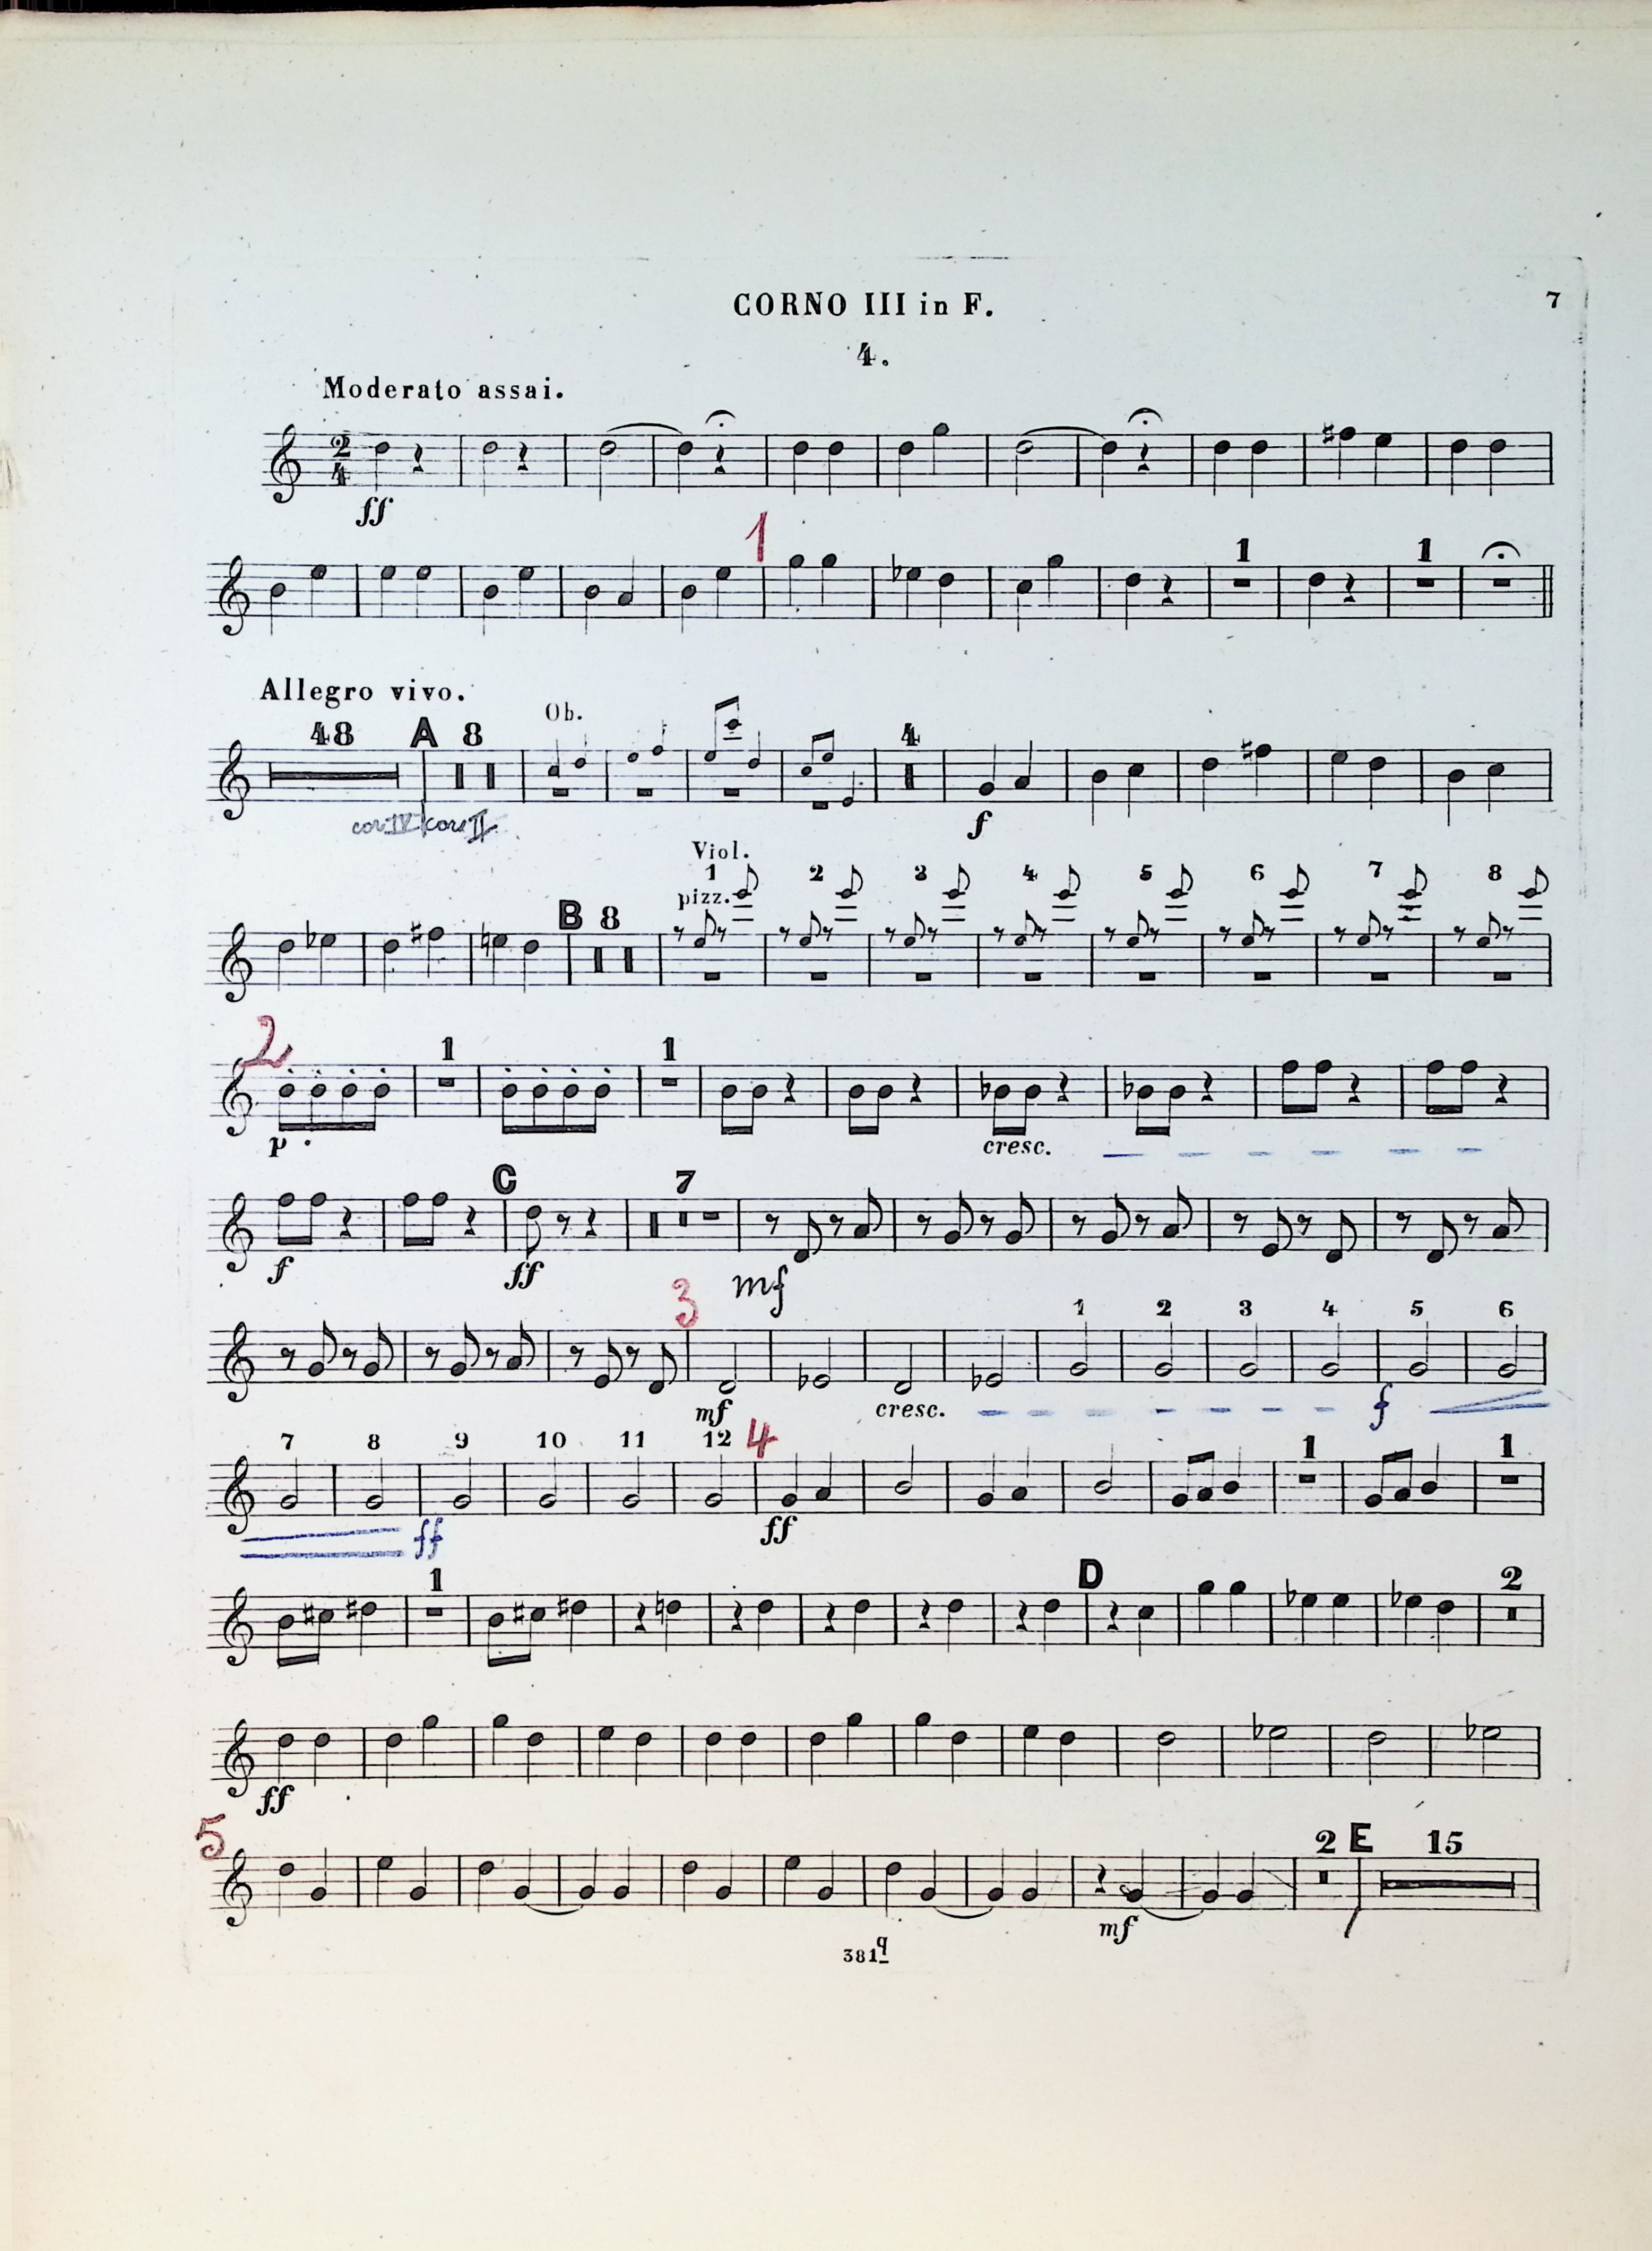 CORNO III in F.
7
4.
Moderato assai.
2
4
ff
1
1
1
Allegro vivo.
48 A 8 Ob. 4
f
cor IV cor II
Viol.
B 8 pizz. 1 2 3 4 5 6 7 8
2
1 1
p cresc.
C 7
f ff mf
3
1 2 3 4 5 6
mf cresc. f
7 8 9 10 11 12 4 1 1
ff ff
1 D 2
ff
5
2 E 15
mf
381q